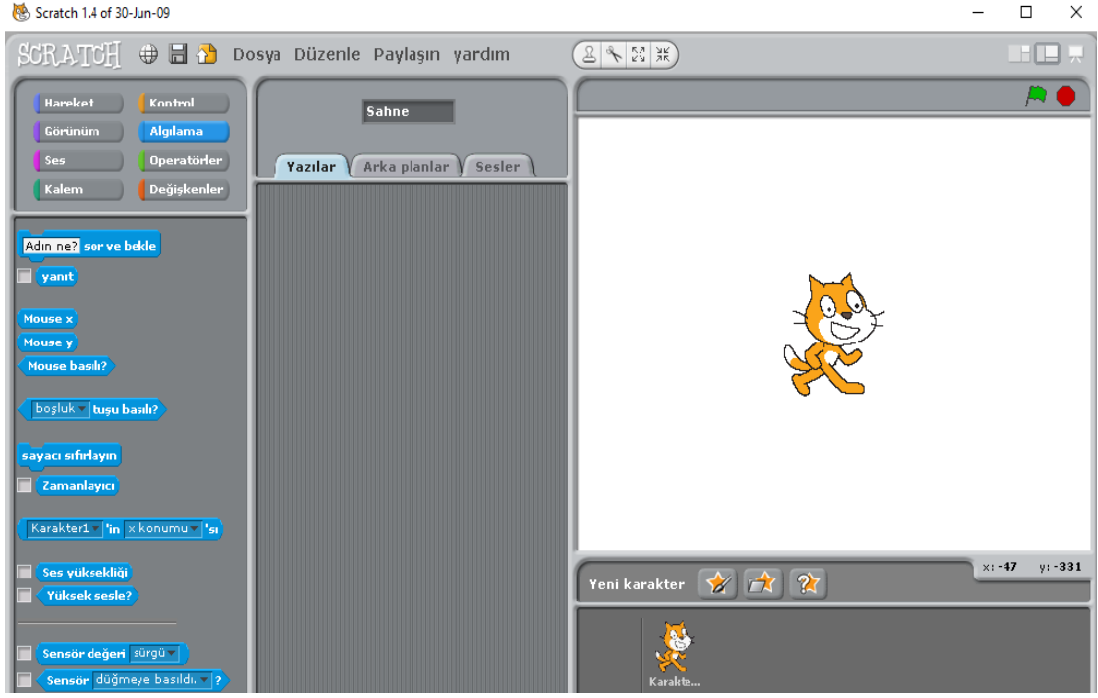 Scratch 1.4 of 30-Jun-09
SCRATCH Dosya Düzenle Paylaşın yardım
Hareket Kontrol
Görünüm Algılama
Ses Operatörler
Kalem Değişkenler
Sahne
Yazılar Arka planlar Sesler
Adın ne? sor ve bekle
yanıt
Mouse x
Mouse y
Mouse basılı?
boşluk tuşu basılı?
sayacı sıfırlayın
Zamanlayıcı
Karakter1 'in x konumu 'sı
Ses yüksekliği
Yüksek sesle?
Sensör değeri sürgü
Sensör düğmeye basıldı. ?
x: -47 y: -331
Yeni karakter
Karakte...